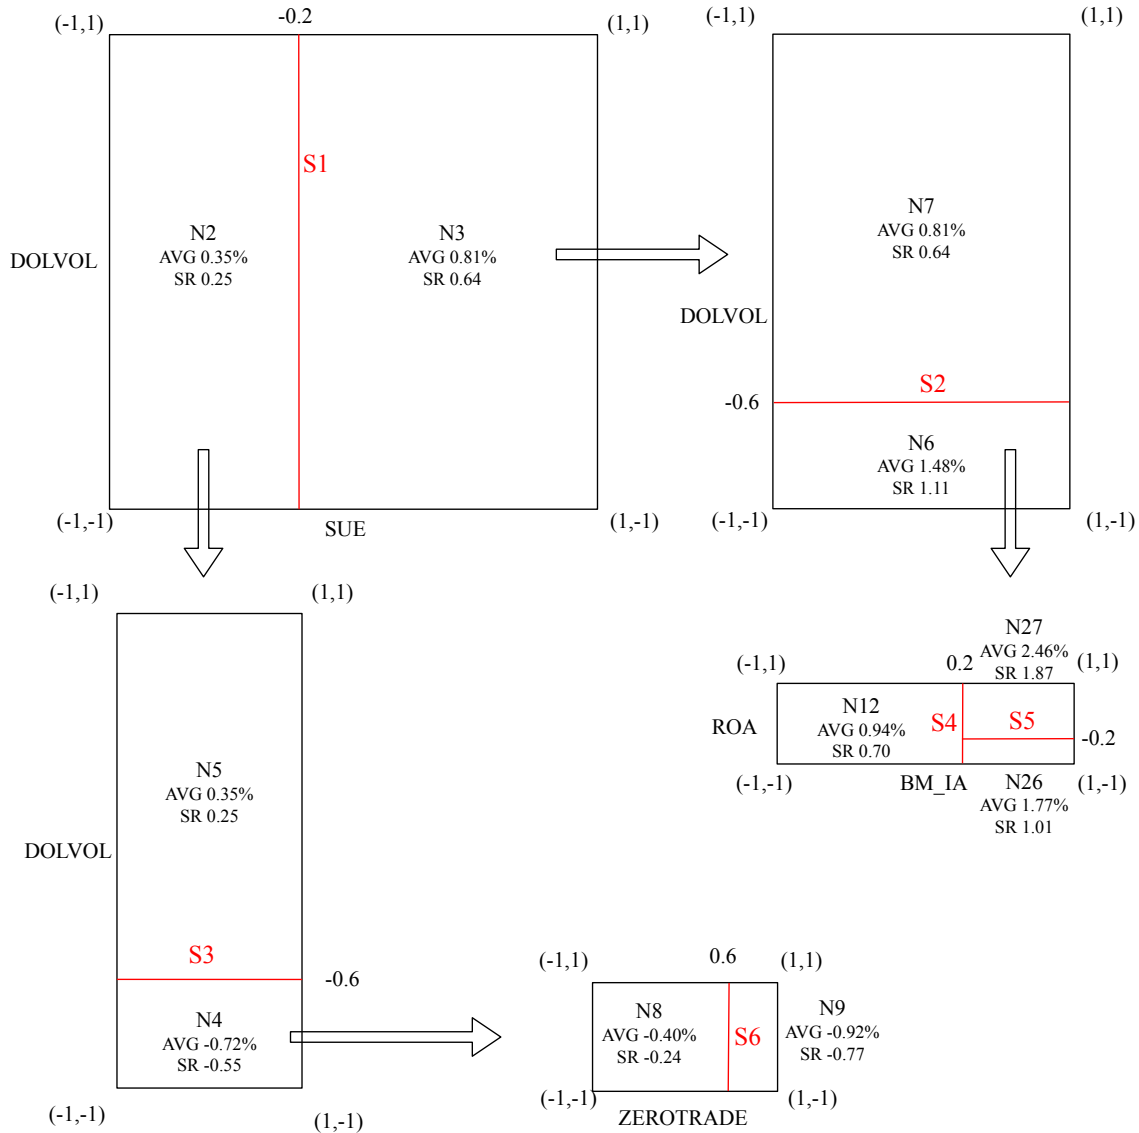 (-1,1)
-0.2
(1,1)
S1
N2
AVG 0.35%
SR 0.25
N3
AVG 0.81%
SR 0.64
DOLVOL
(-1,-1)
SUE
(1,-1)
(-1,1)
(1,1)
N7
AVG 0.81%
SR 0.64
DOLVOL
S2
-0.6
N6
AVG 1.48%
SR 1.11
(-1,-1)
(1,-1)
(-1,1)
(1,1)
N5
AVG 0.35%
SR 0.25
DOLVOL
S3
-0.6
N4
AVG -0.72%
SR -0.55
(-1,-1)
(1,-1)
N27
AVG 2.46%
SR 1.87
(-1,1)
0.2
(1,1)
N12
AVG 0.94%
SR 0.70
ROA
S4
S5
-0.2
(-1,-1)
BM_IA
(1,-1)
N26
AVG 1.77%
SR 1.01
(-1,1)
0.6
(1,1)
N8
AVG -0.40%
SR -0.24
S6
N9
AVG -0.92%
SR -0.77
(-1,-1)
(1,-1)
ZEROTRADE